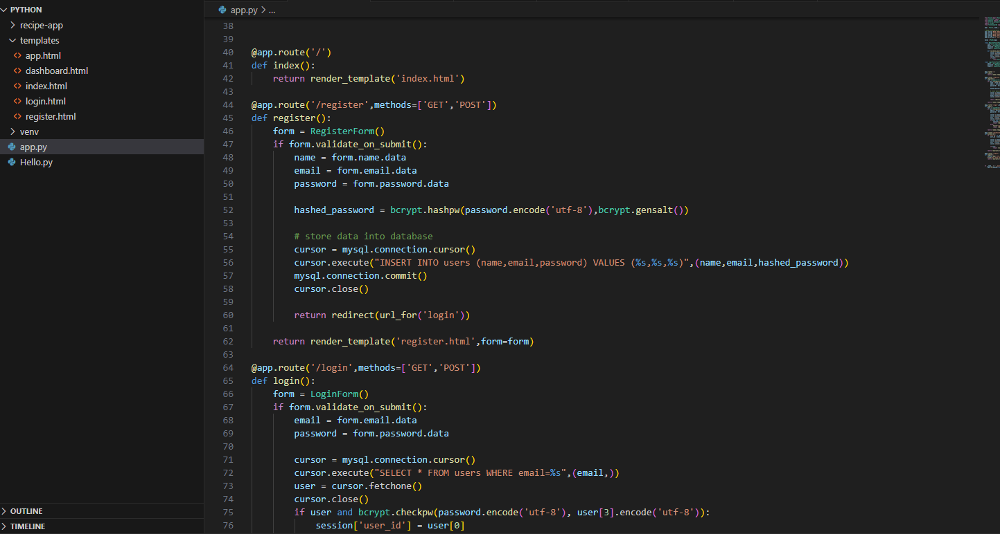 PYTHON
recipe-app
templates
app.html
dashboard.html
index.html
login.html
register.html
venv
app.py
Hello.py
OUTLINE
TIMELINE
app.py > ...
38
39
40 @app.route('/')
41 def index():
42     return render_template('index.html')
43
44 @app.route('/register',methods=['GET','POST'])
45 def register():
46     form = RegisterForm()
47     if form.validate_on_submit():
48         name = form.name.data
49         email = form.email.data
50         password = form.password.data
51
52         hashed_password = bcrypt.hashpw(password.encode('utf-8'),bcrypt.gensalt())
53
54         # store data into database
55         cursor = mysql.connection.cursor()
56         cursor.execute("INSERT INTO users (name,email,password) VALUES (%s,%s,%s)",(name,email,hashed_password))
57         mysql.connection.commit()
58         cursor.close()
59
60         return redirect(url_for('login'))
61
62     return render_template('register.html',form=form)
63
64 @app.route('/login',methods=['GET','POST'])
65 def login():
66     form = LoginForm()
67     if form.validate_on_submit():
68         email = form.email.data
69         password = form.password.data
70
71         cursor = mysql.connection.cursor()
72         cursor.execute("SELECT * FROM users WHERE email=%s",(email,))
73         user = cursor.fetchone()
74         cursor.close()
75         if user and bcrypt.checkpw(password.encode('utf-8'), user[3].encode('utf-8')):
76             session['user_id'] = user[0]